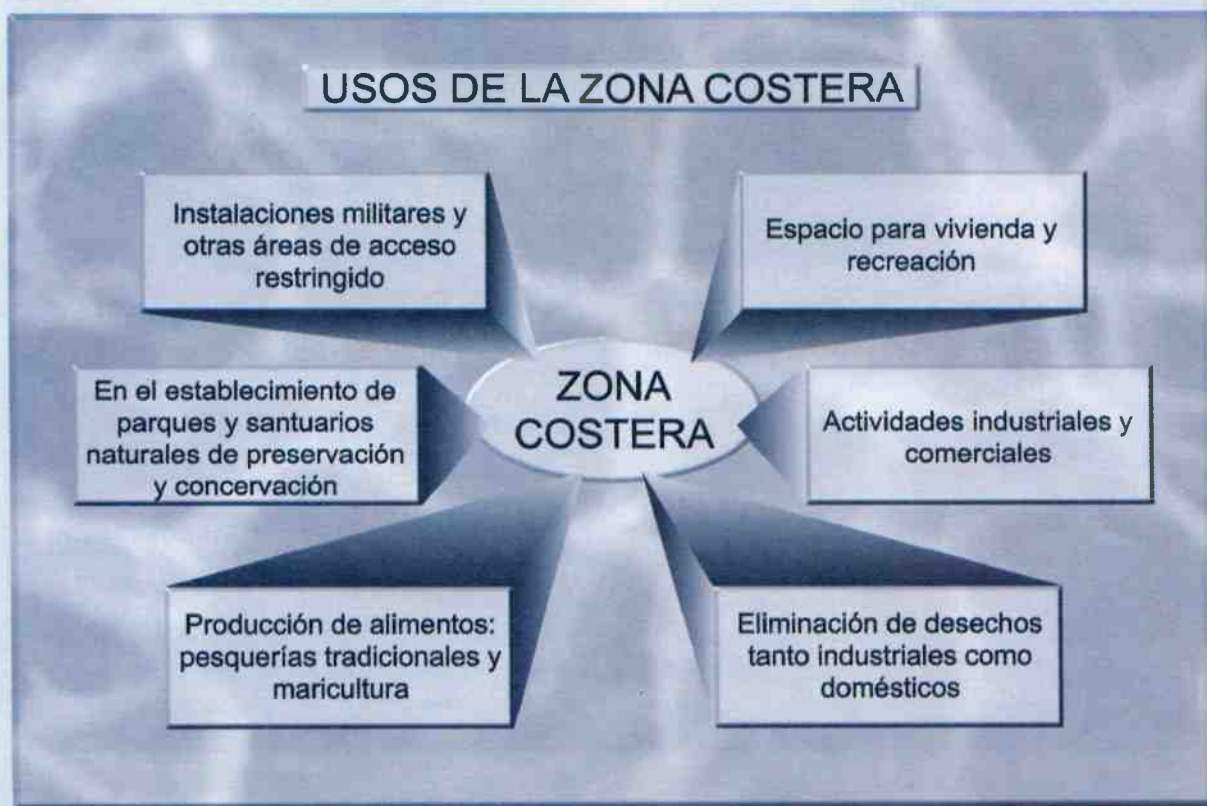 USOS DE LA ZONA COSTERA
Instalaciones militares y
otras áreas de acceso
restringido
Espacio para vivienda y
recreación
En el establecimiento de
parques y santuarios
naturales de preservación
y concervación
ZONA
COSTERA
Actividades industriales y
comerciales
Producción de alimentos:
pesquerías tradicionales y
maricultura
Eliminación de desechos
tanto industriales como
domésticos